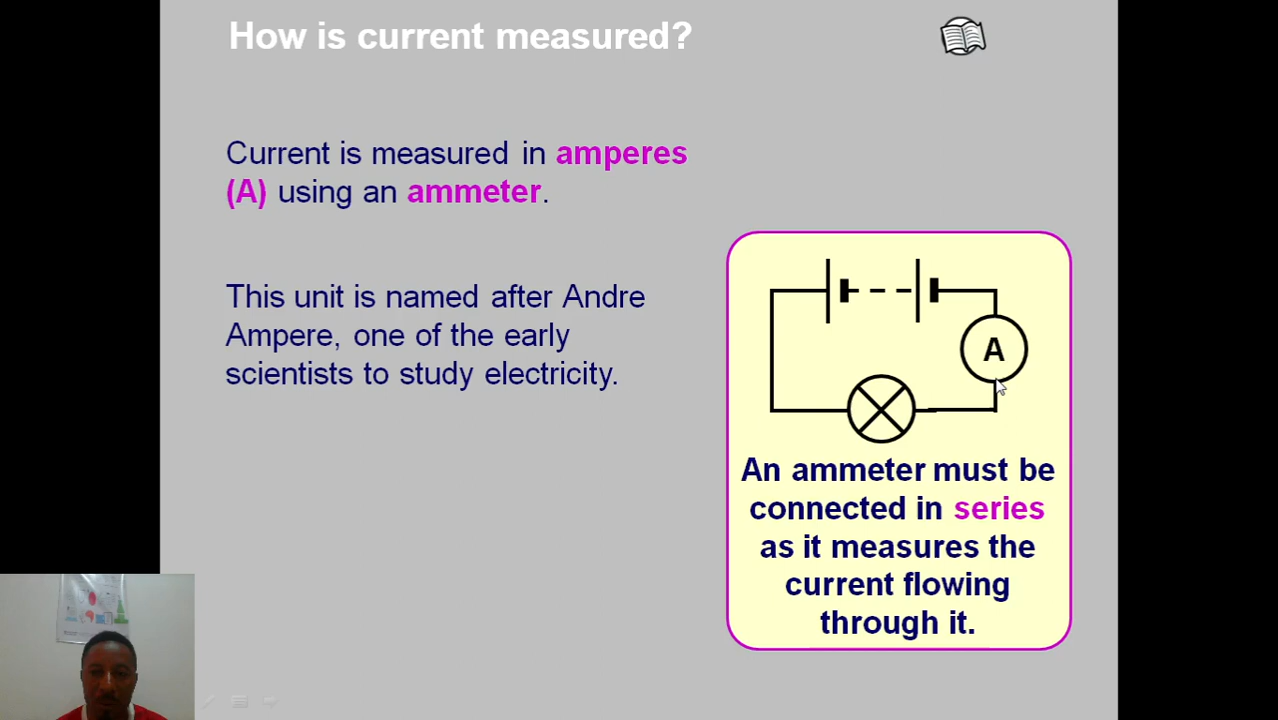 How is current measured?
Current is measured in amperes
(A) using an ammeter.
This unit is named after Andre
Ampere, one of the early
scientists to study electricity.
A
An ammeter must be
connected in series
as it measures the
current flowing
through it.